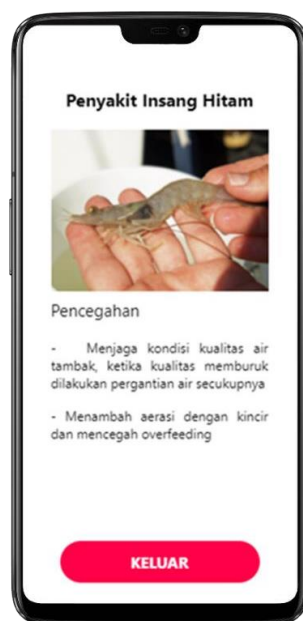 Penyakit Insang Hitam
Pencegahan
- Menjaga kondisi kualitas air
tambak, ketika kualitas memburuk
dilakukan pergantian air secukupnya
- Menambah aerasi dengan kincir
dan mencegah overfeeding
KELUAR